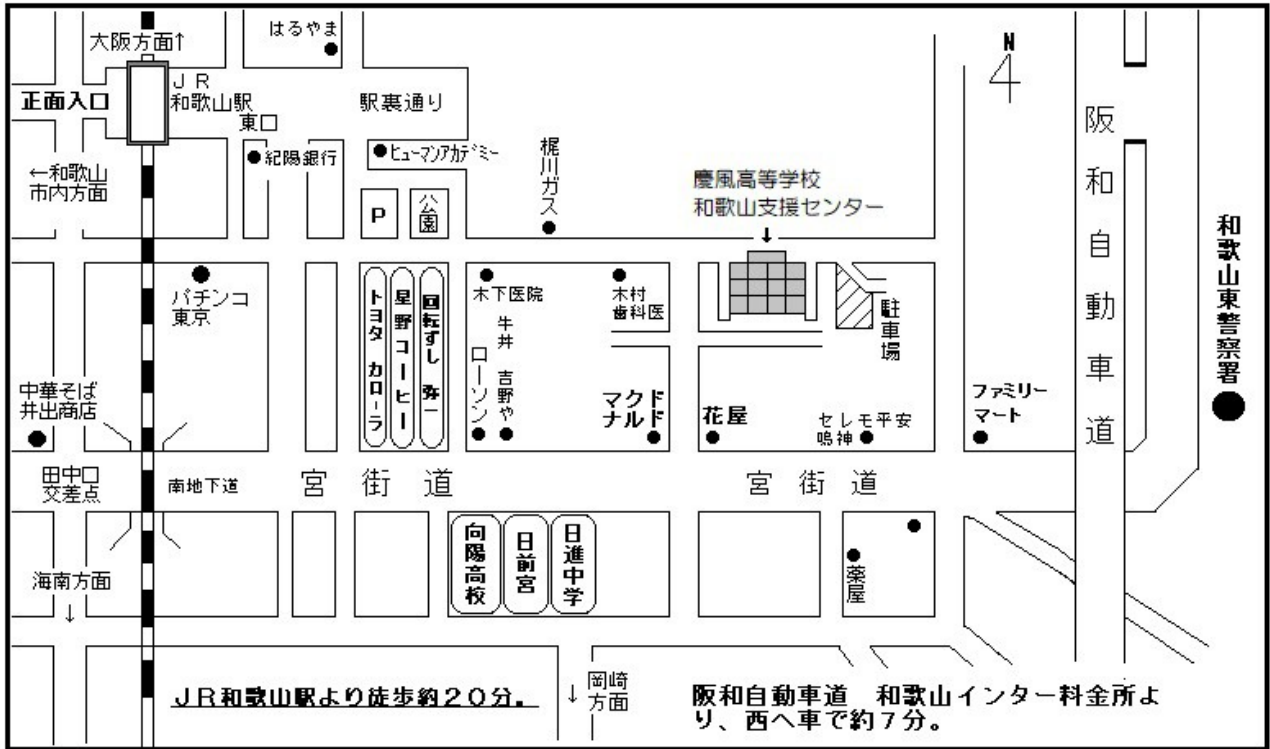 大阪方面↑
はるやま
N
ＪＲ
和歌山駅
正面入口
東口
駅裏通り
紀陽銀行
ヒューマンアカデミー
←和歌山
市内方面
P
公園
梶川ガス
慶風高等学校
和歌山支援センター
↓
阪和自動車道
和歌山東警察署
パチンコ
東京
トヨタ カローラ
星野コーヒー
回転ずし 弥一
木下医院
木村
歯科医
駐車場
牛丼 吉野や
ローソン
中華そば
井出商店
マクド
ナルド
花屋
セレモ平安
鳴神
ファミリー
マート
田中口
交差点
南地下道
宮街道
宮街道
向陽高校
日前宮
日進中学
薬屋
海南方面
↓
ＪＲ和歌山駅より徒歩約２０分。
↓
岡崎
方面
阪和自動車道　和歌山インター料金所よ
り、西へ車で約７分。